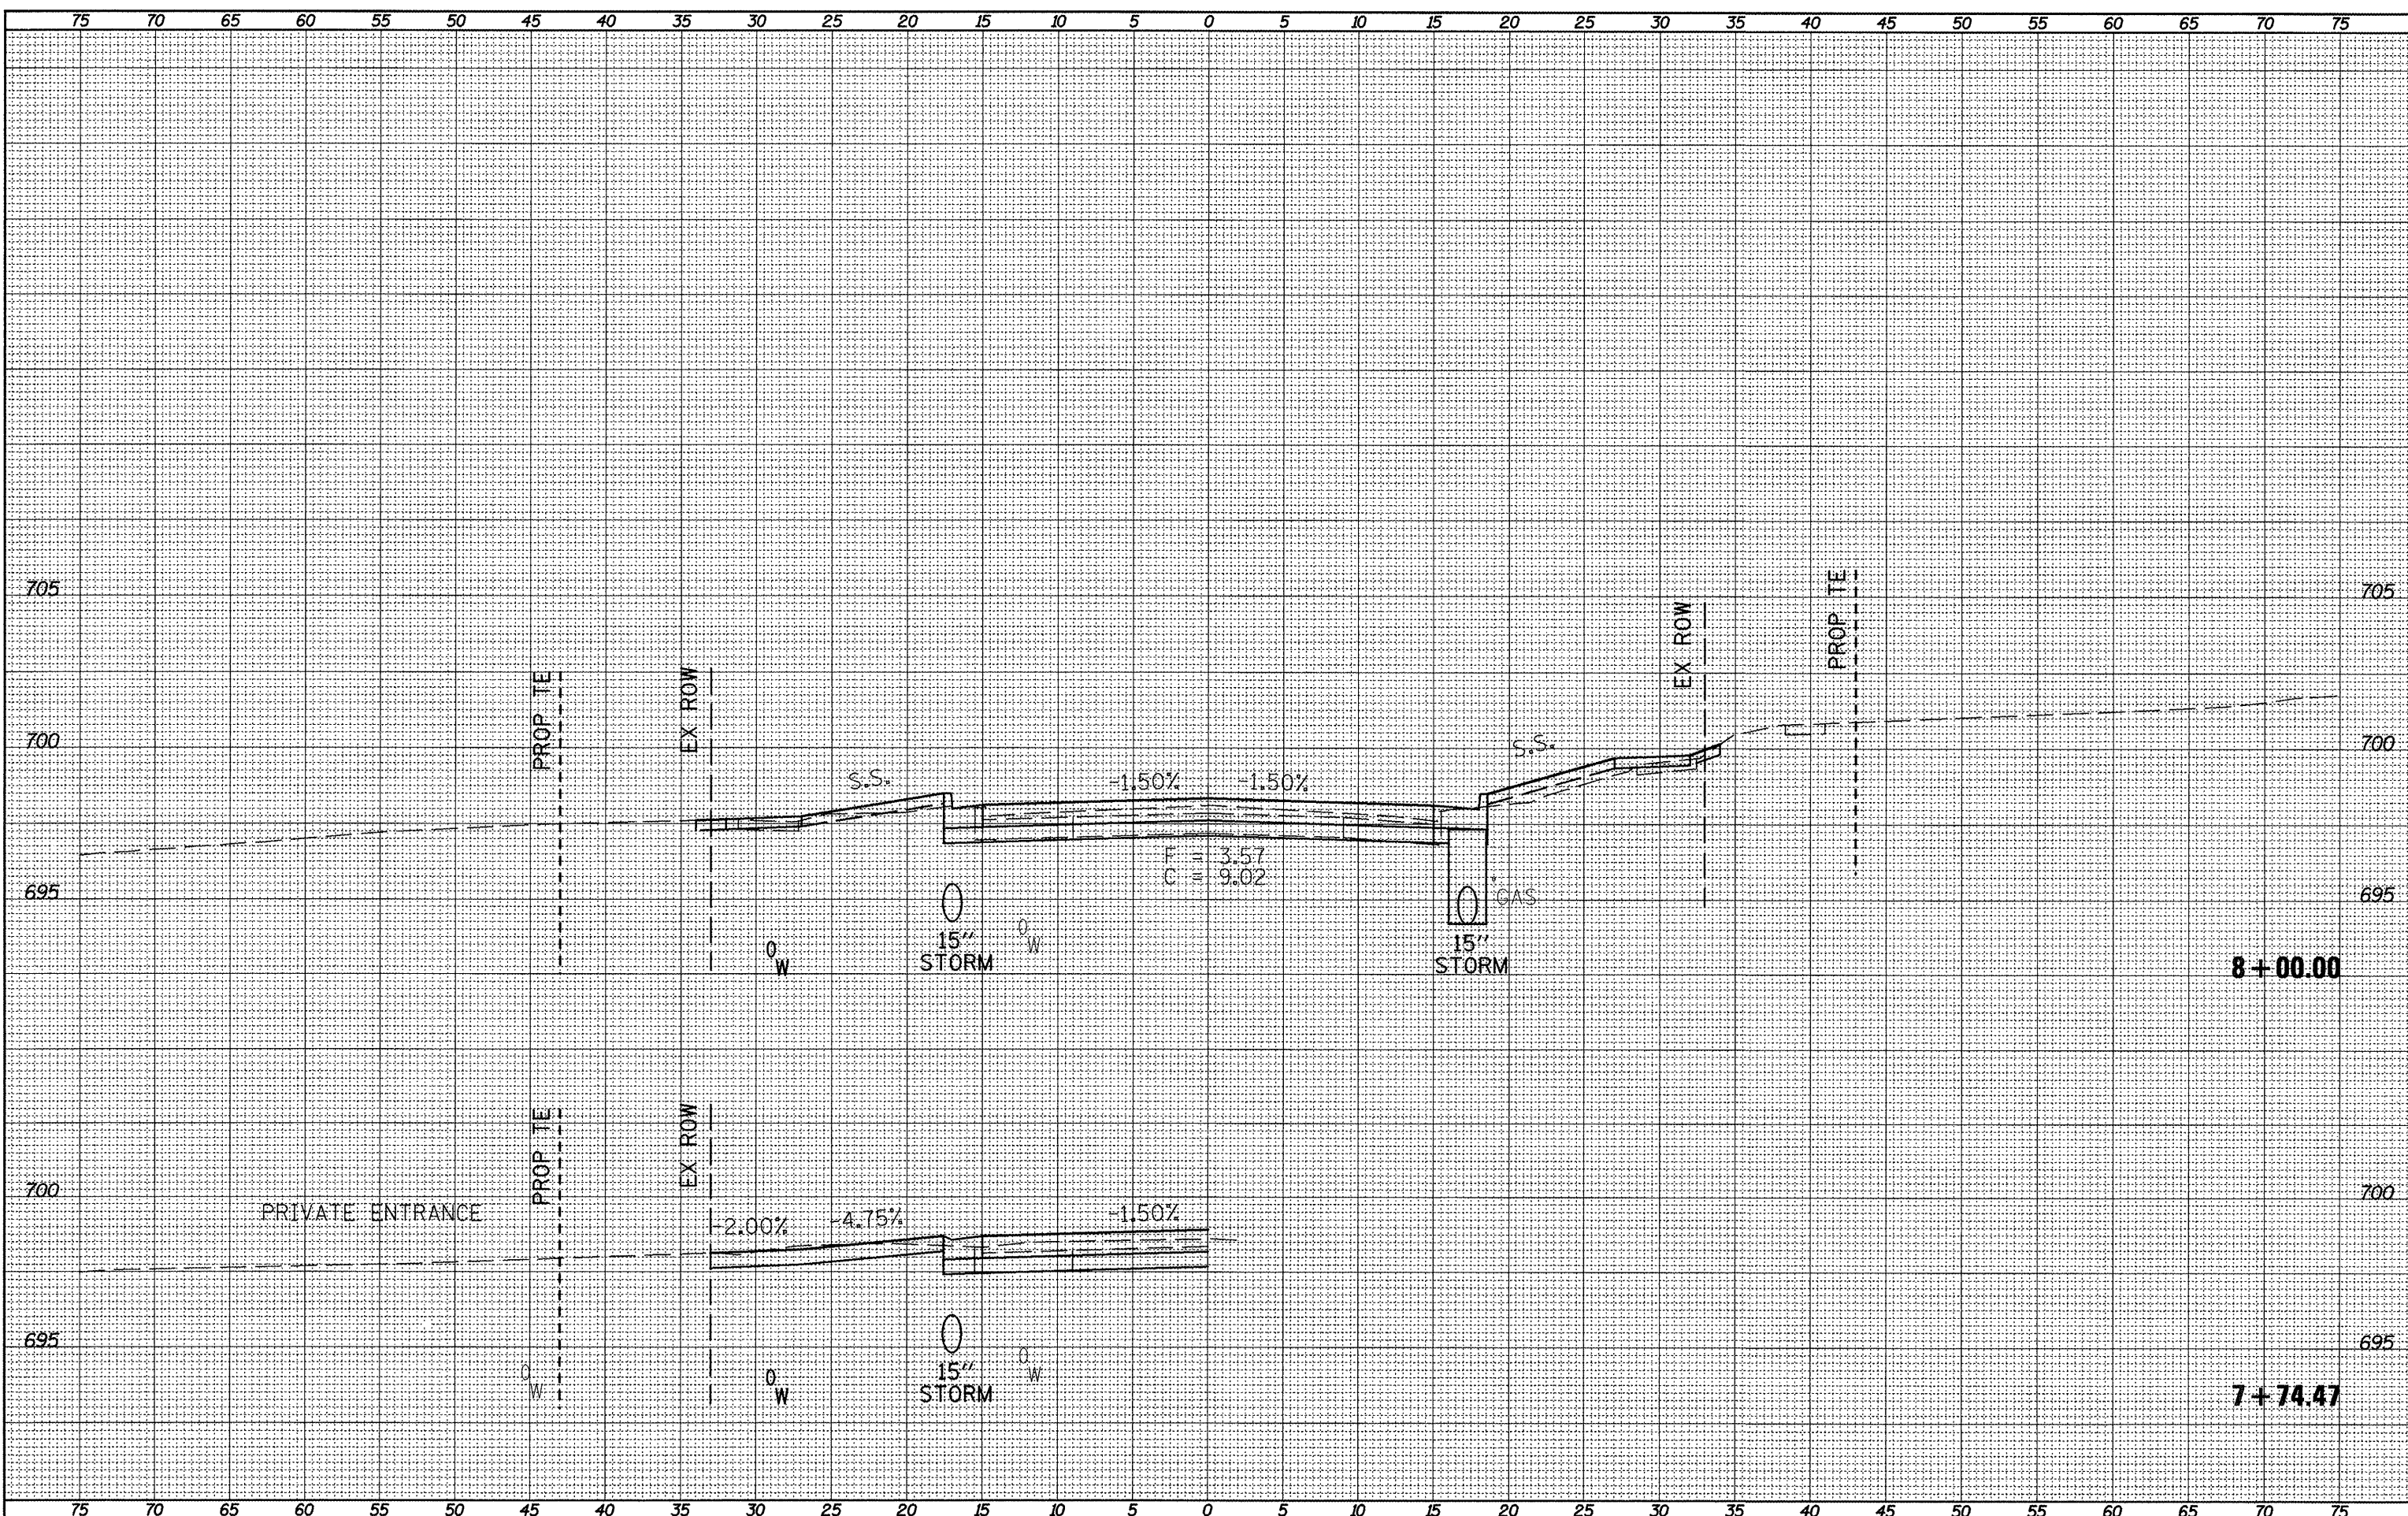 75 70 65 60 55 50 45 40 35 30 25 20 15 10 5 0 5 10 15 20 25 30 35 40 45 50 55 60 65 70 75
705
705
PROP TE
EX ROW
EX ROW
PROP TE
700
700
S.S.
-1.50%
-1.50%
S.S.
F = 3.57
C = 9.02
695
695
GAS
0
W
15"
STORM
0
W
15"
STORM
8+00.00
PROP TE
EX ROW
700
700
PRIVATE ENTRANCE
-2.00%
-4.75%
-1.50%
695
695
0
W
0
W
15"
STORM
0
W
7+74.47
75 70 65 60 55 50 45 40 35 30 25 20 15 10 5 0 5 10 15 20 25 30 35 40 45 50 55 60 65 70 75